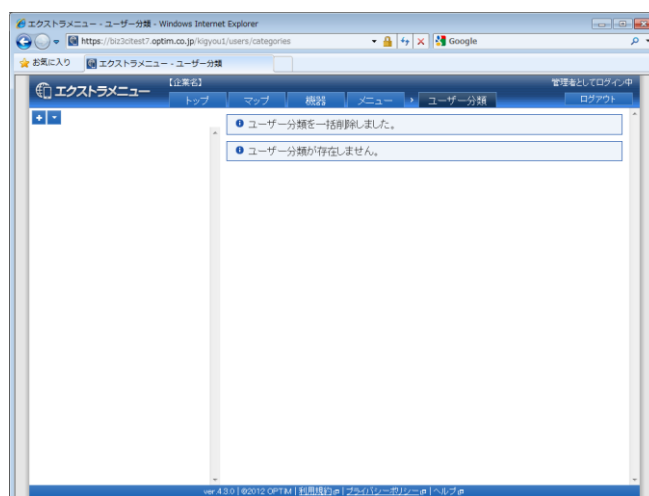 エクストラメニュー - ユーザー分類 - Windows Internet Explorer
https://biz3citest7.optim.co.jp/kigyou1/users/categories
Google
お気に入り
エクストラメニュー - ユーザー分類
エクストラメニュー
【企業名】
管理者としてログイン中
トップ
マップ
機器
メニュー
ユーザー分類
ログアウト
ユーザー分類を一括削除しました。
ユーザー分類が存在しません。
ver.4.3.0 | ©2012 OPTiM | 利用規約 | プライバシーポリシー | ヘルプ